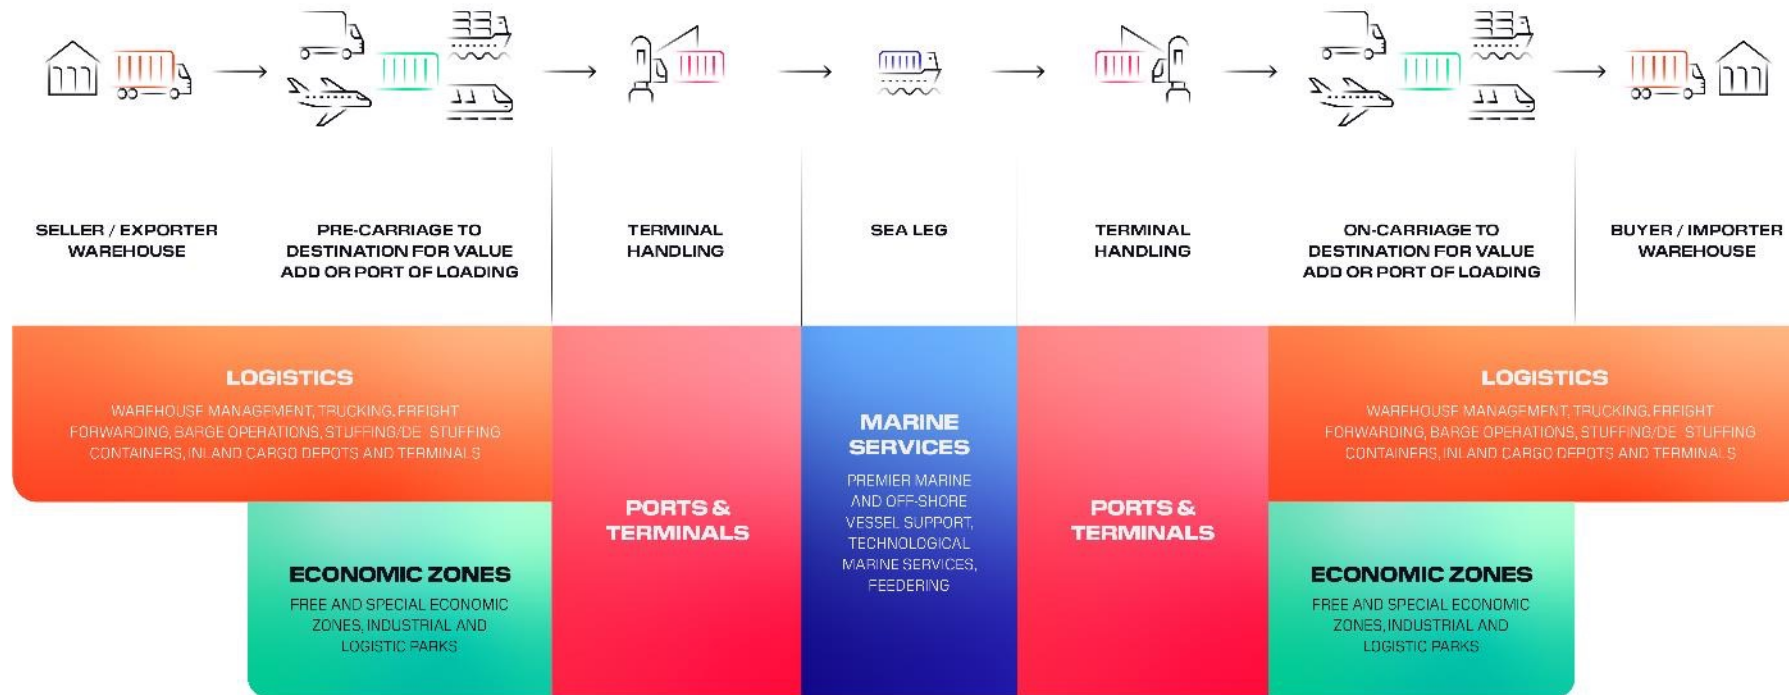 SELLER / EXPORTER
WAREHOUSE
PRE-CARRIAGE TO
DESTINATION FOR VALUE
ADD OR PORT OF LOADING
TERMINAL
HANDLING
SEA LEG
TERMINAL
HANDLING
ON-CARRIAGE TO
DESTINATION FOR VALUE
ADD OR PORT OF LOADING
BUYER / IMPORTER
WAREHOUSE
LOGISTICS
WAREHOUSE MANAGEMENT, TRUCKING, FREIGHT
FORWARDING, BARGE OPERATIONS, STUFFING/DE STUFFING
CONTAINERS, INLAND CARGO DEPOTS AND TERMINALS
ECONOMIC ZONES
FREE AND SPECIAL ECONOMIC
ZONES, INDUSTRIAL AND
LOGISTIC PARKS
PORTS &
TERMINALS
MARINE
SERVICES
PREMIER MARINE
AND OFF-SHORE
VESSEL SUPPORT,
TECHNOLOGICAL
MARINE SERVICES,
FEEDERING
PORTS &
TERMINALS
LOGISTICS
WAREHOUSE MANAGEMENT, TRUCKING, FREIGHT
FORWARDING, BARGE OPERATIONS, STUFFING/DE STUFFING
CONTAINERS, INLAND CARGO DEPOTS AND TERMINALS
ECONOMIC ZONES
FREE AND SPECIAL ECONOMIC
ZONES, INDUSTRIAL AND
LOGISTIC PARKS